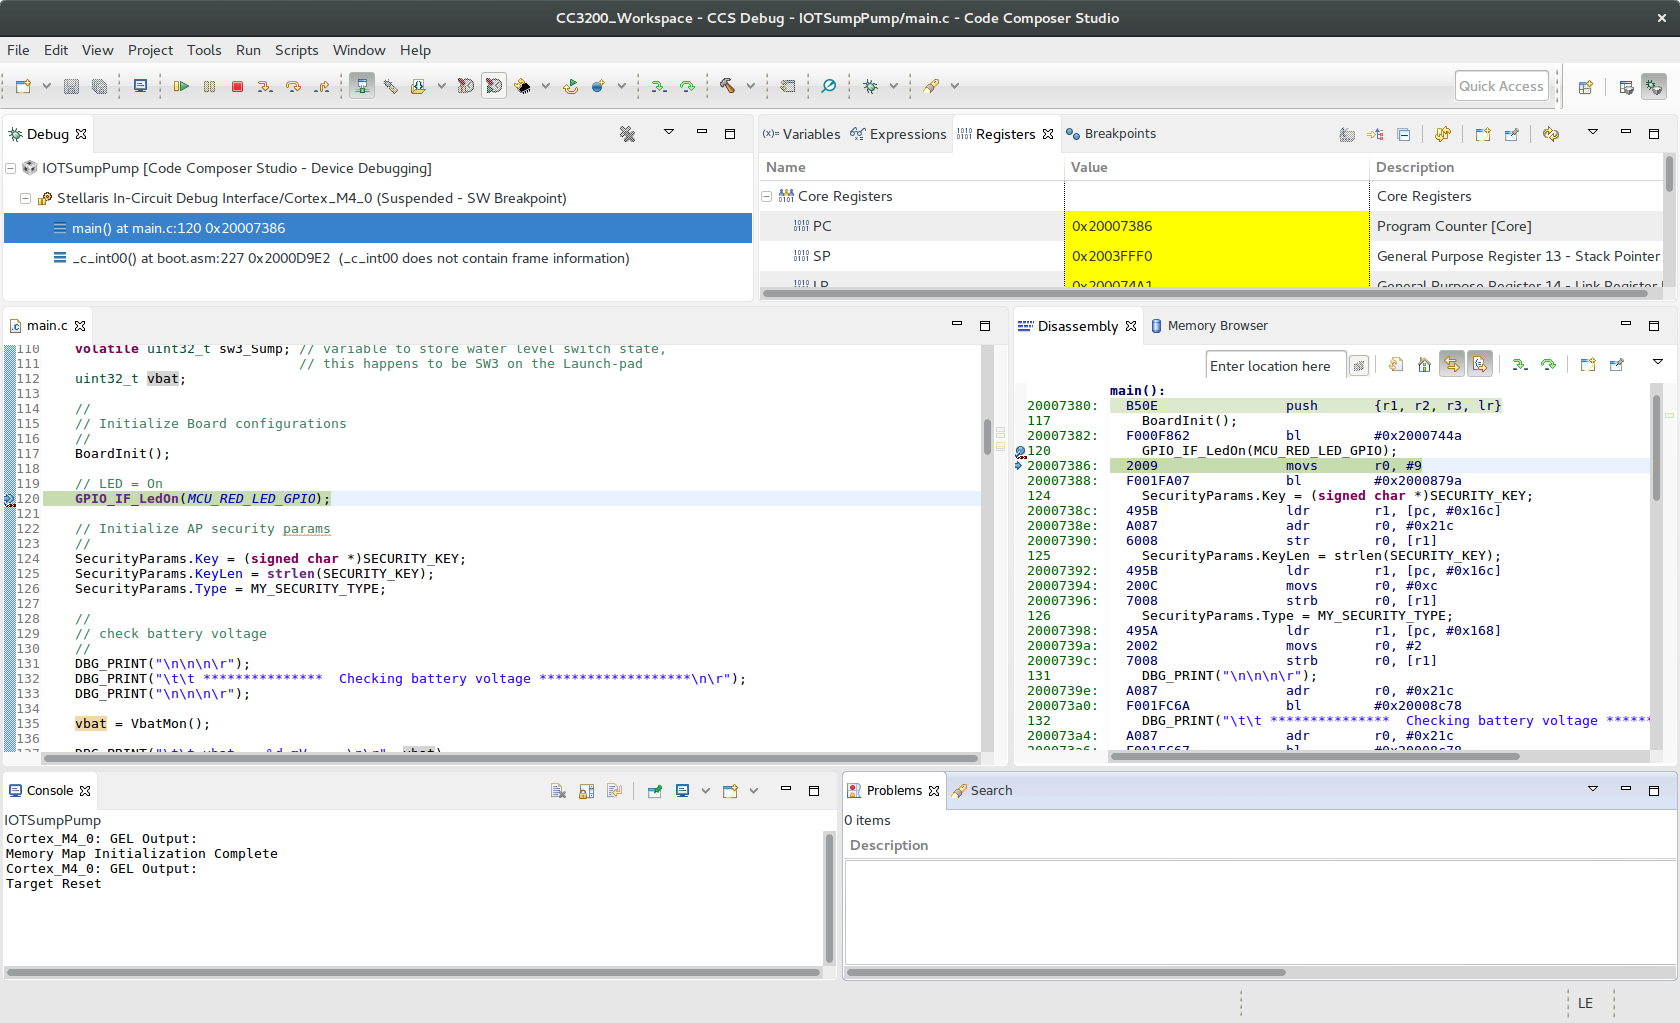 CC3200_Workspace - CCS Debug - IOTSumpPump/main.c - Code Composer Studio
File Edit View Project Tools Run Scripts Window Help
Quick Access
Debug
IOTSumpPump [Code Composer Studio - Device Debugging]
Stellaris In-Circuit Debug Interface/Cortex_M4_0 (Suspended - SW Breakpoint)
main() at main.c:120 0x20007386
_c_int00() at boot.asm:227 0x2000D9E2 (_c_int00 does not contain frame information)
(x)= Variables Expressions Registers Breakpoints
Name Value Description
Core Registers Core Registers
PC 0x20007386 Program Counter [Core]
SP 0x2003FFF0 General Purpose Register 13 - Stack Pointer
LR 0x200074A1 General Purpose Register 14 - Link Register
main.c
110 volatile uint32_t sw3_Sump; // variable to store water level switch state,
111 // this happens to be SW3 on the Launch-pad
112 uint32_t vbat;
113
114 //
115 // Initialize Board configurations
116 //
117 BoardInit();
118
119 // LED = On
120 GPIO_IF_LedOn(MCU_RED_LED_GPIO);
121
122 // Initialize AP security params
123 //
124 SecurityParams.Key = (signed char *)SECURITY_KEY;
125 SecurityParams.KeyLen = strlen(SECURITY_KEY);
126 SecurityParams.Type = MY_SECURITY_TYPE;
127
128 //
129 // check battery voltage
130 //
131 DBG_PRINT("\n\n\n\r");
132 DBG_PRINT("\t\t *************** Checking battery voltage *******************\n\r");
133 DBG_PRINT("\n\n\n\r");
134
135 vbat = VbatMon();
136
Disassembly Memory Browser
Enter location here
main():
20007380: B50E push {r1, r2, r3, lr}
117 BoardInit();
20007382: F000F862 bl #0x2000744a
120 GPIO_IF_LedOn(MCU_RED_LED_GPIO);
20007386: 2009 movs r0, #9
20007388: F001FA07 bl #0x2000879a
124 SecurityParams.Key = (signed char *)SECURITY_KEY;
2000738c: 495B ldr r1, [pc, #0x16c]
2000738e: A087 adr r0, #0x21c
20007390: 6008 str r0, [r1]
125 SecurityParams.KeyLen = strlen(SECURITY_KEY);
20007392: 495B ldr r1, [pc, #0x16c]
20007394: 200C movs r0, #0xc
20007396: 7008 strb r0, [r1]
126 SecurityParams.Type = MY_SECURITY_TYPE;
20007398: 495A ldr r1, [pc, #0x168]
2000739a: 2002 movs r0, #2
2000739c: 7008 strb r0, [r1]
131 DBG_PRINT("\n\n\n\r");
2000739e: A087 adr r0, #0x21c
200073a0: F001FC6A bl #0x20008c78
132 DBG_PRINT("\t\t *************** Checking battery voltage ******
200073a4: A087 adr r0, #0x21c
200073a6: F001FC67 bl #0x20008c78
Console
IOTSumpPump
Cortex_M4_0: GEL Output:
Memory Map Initialization Complete
Cortex_M4_0: GEL Output:
Target Reset
Problems Search
0 items
Description
LE